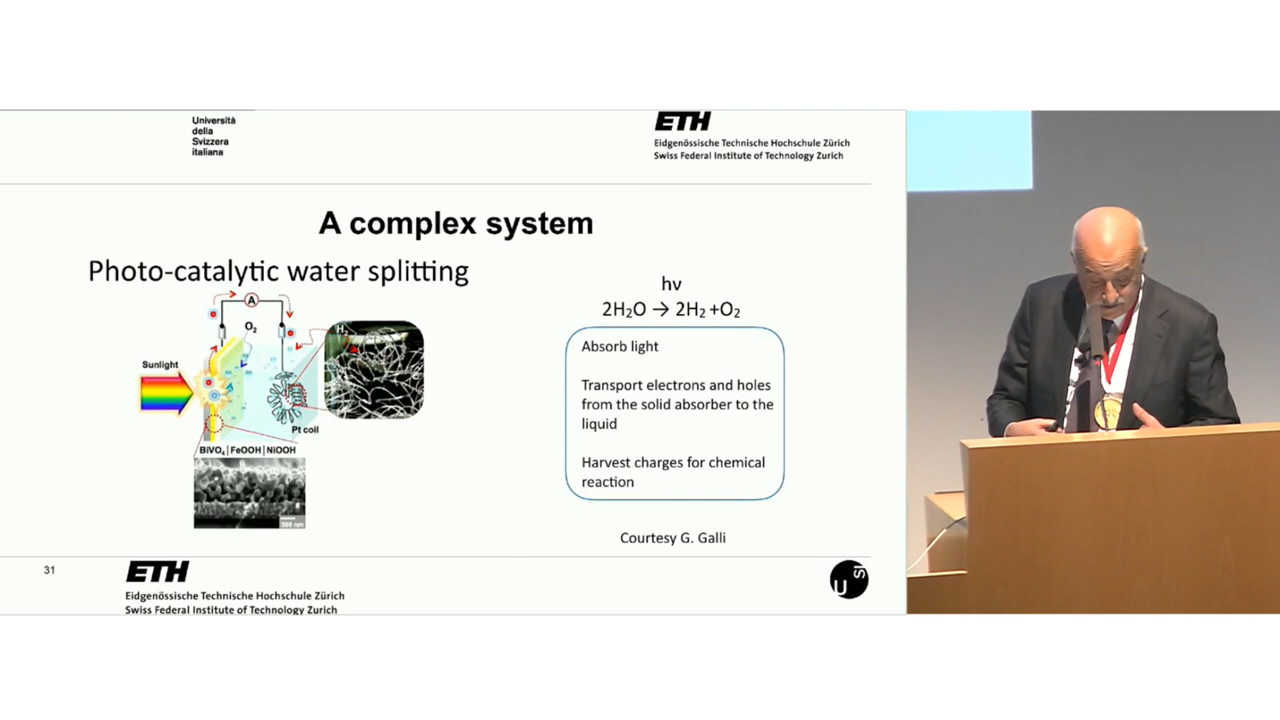 Università
della
Svizzera
italiana
ETH
Eidgenössische Technische Hochschule Zürich
Swiss Federal Institute of Technology Zurich
A complex system
Photo-catalytic water splitting
A
O₂
H₂
Sunlight
Pt coil
BiVO₄|FeOOH|NiOOH
300 nm
hν
2H₂O → 2H₂ +O₂
Absorb light
Transport electrons and holes
from the solid absorber to the
liquid
Harvest charges for chemical
reaction
Courtesy G. Galli
31
ETH
Eidgenössische Technische Hochschule Zürich
Swiss Federal Institute of Technology Zurich
U SI